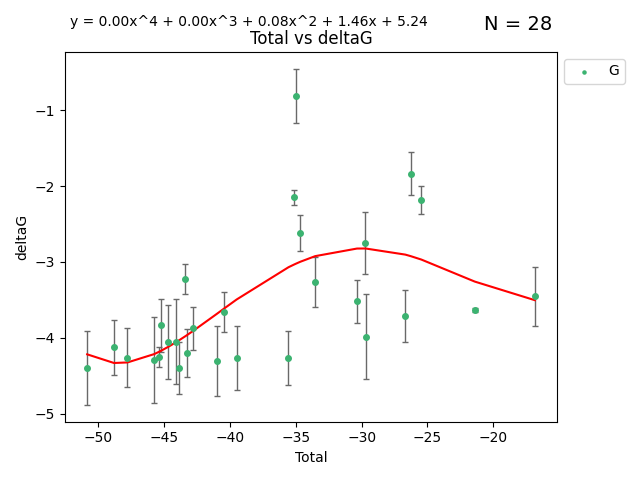 y = 0.00x^4 + 0.00x^3 + 0.08x^2 + 1.46x + 5.24
N = 28
Total vs deltaG
G
−1
−2
−3
−4
−5
deltaG
−50 −45 −40 −35 −30 −25 −20
Total